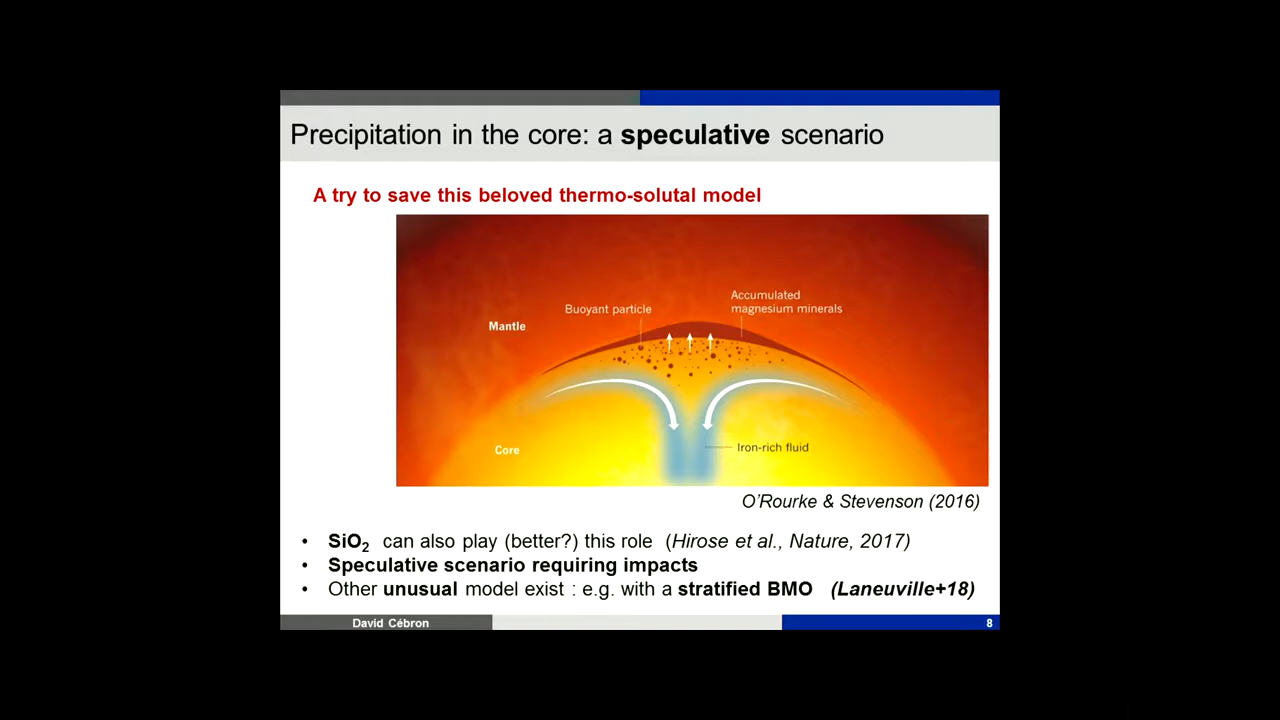 Precipitation in the core: a speculative scenario
A try to save this beloved thermo-solutal model
Accumulated
Buoyant particle
magnesium minerals
Mantle
Core
Iron-rich fluid
O'Rourke & Stevenson (2016)
• SiO₂ can also play (better?) this role (Hirose et al., Nature, 2017)
• Speculative scenario requiring impacts
• Other unusual model exist : e.g. with a stratified BMO (Laneuville+18)
David Cébron
8